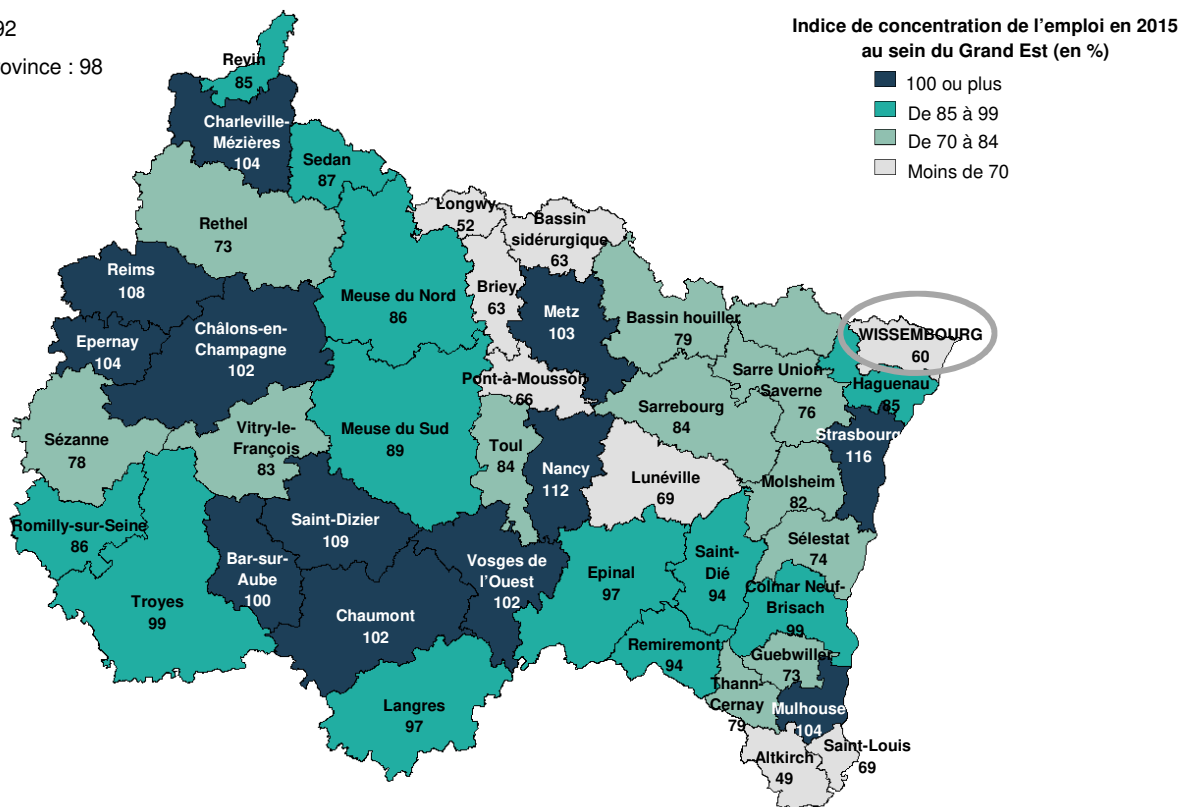 92
ovince : 98
Indice de concentration de l'emploi en 2015
au sein du Grand Est (en %)
100 ou plus
De 85 à 99
De 70 à 84
Moins de 70
Revin
85
Charleville-
Mézières
104
Sedan
87
Rethel
73
Longwy
52
Bassin
sidérurgique
63
Reims
108
Briey
63
Meuse du Nord
86
Metz
103
Bassin houiller
79
WISSEMBOURG
60
Epernay
104
Châlons-en-
Champagne
102
Pont-à-Mousson
66
Sarre Union
Saverne
76
Haguenau
85
Sarrebourg
84
Sézanne
78
Vitry-le-
François
83
Meuse du Sud
89
Toul
84
Nancy
112
Strasbourg
116
Lunéville
69
Molsheim
82
Romilly-sur-Seine
86
Saint-Dizier
109
Sélestat
74
Bar-sur-
Aube
100
Vosges de
l'Ouest
102
Epinal
97
Saint-
Dié
94
Colmar Neuf-
Brisach
99
Troyes
99
Chaumont
102
Remiremont
94
Guebwiller
73
Thann-
Cernay
79
Langres
97
Mulhouse
104
Altkirch
49
Saint-Louis
69